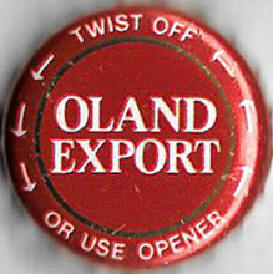 TWIST OFF
OLAND
EXPORT
OR USE OPENER